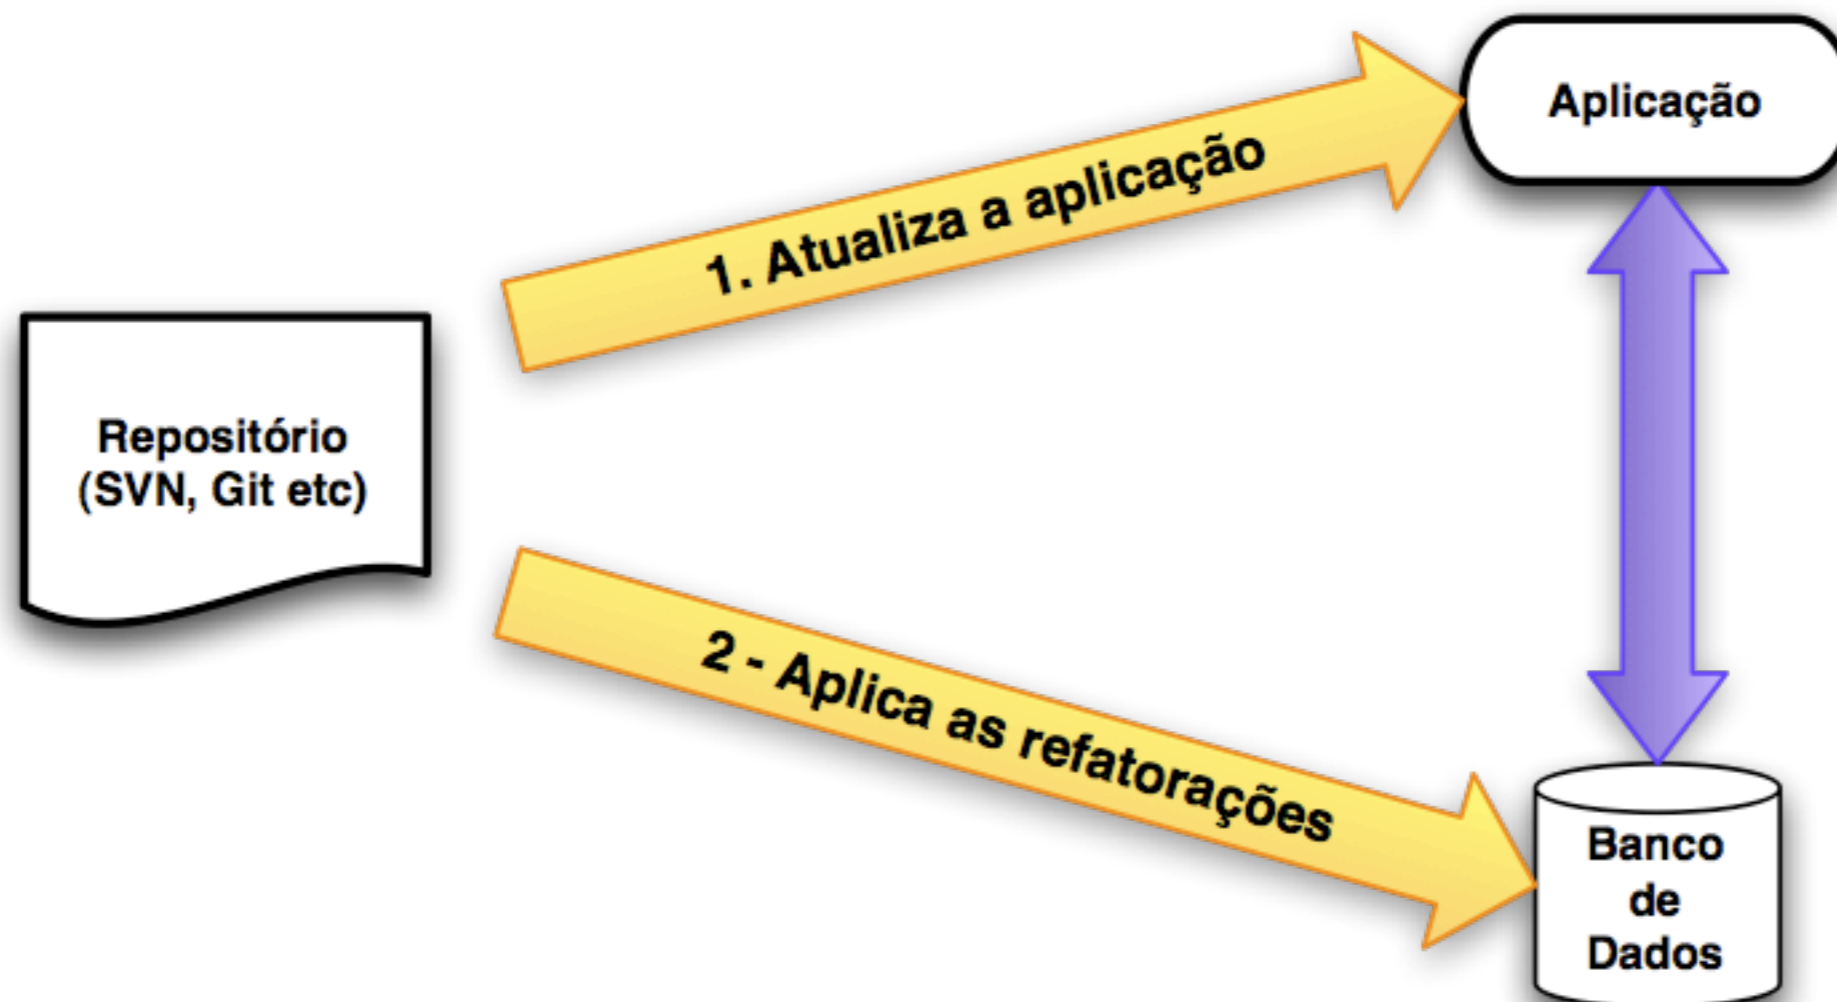 Aplicação
1. Atualiza a aplicação
Repositório
(SVN, Git etc)
2 - Aplica as refatorações
Banco
de
Dados